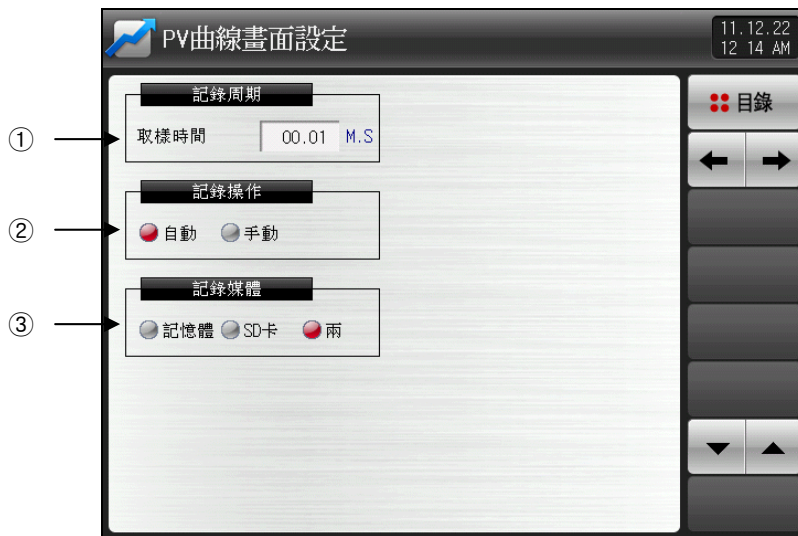 PV曲線畫面設定
11.12.22
12 14 AM
記錄周期
① 取樣時間 00.01 M.S
目錄
記錄操作
② 自動 手動
記錄媒體
③ 記憶體 SD卡 兩